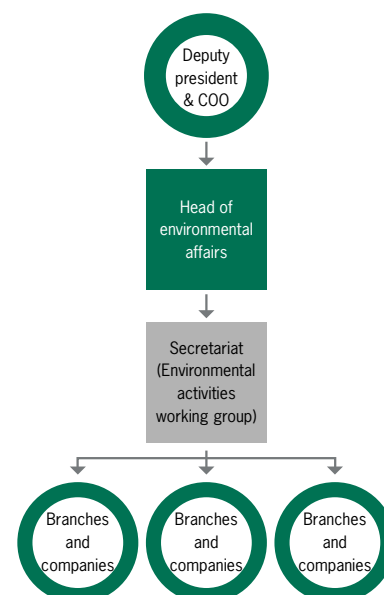 Deputy
president
& COO
Head of
environmental
affairs
Secretariat
(Environmental
activities
working group)
Branches
and
companies
Branches
and
companies
Branches
and
companies